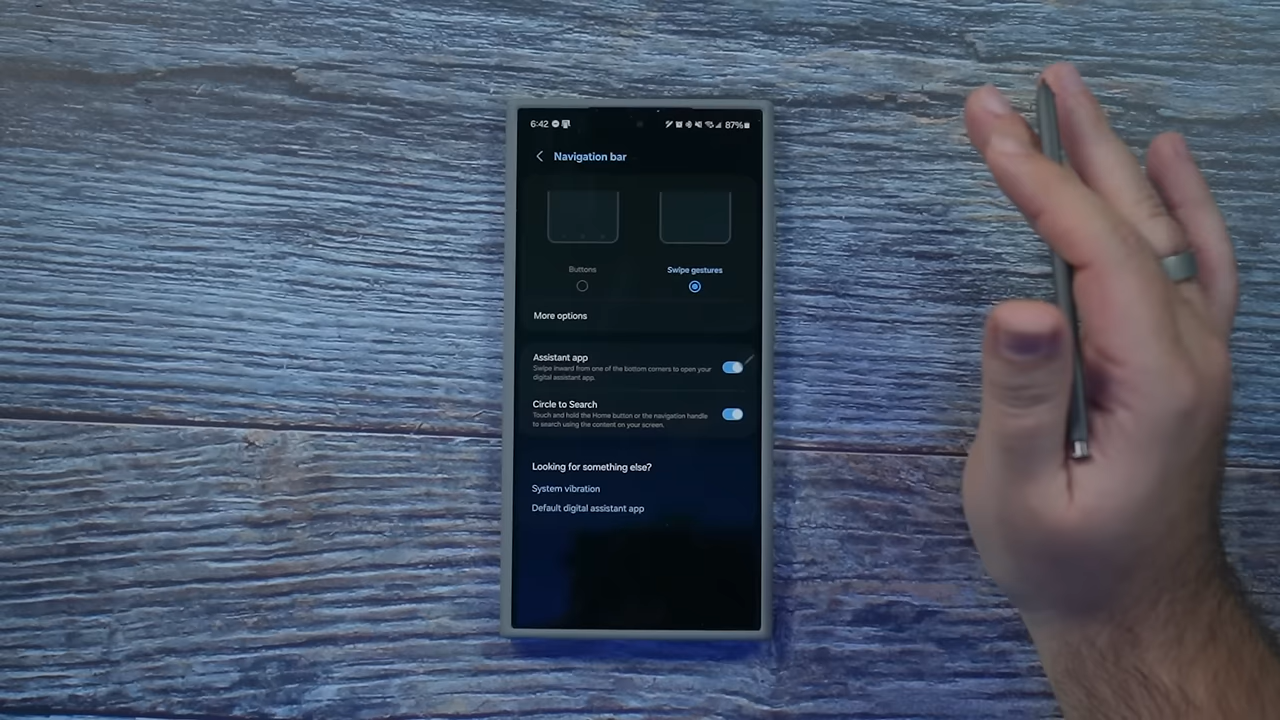 6:42 87%
Navigation bar
Buttons Swipe gestures
More options
Assistant app
Swipe inward from one of the bottom corners to open your
digital assistant app.
Circle to Search
Touch and hold the Home button or the navigation handle
to search using the content on your screen.
Looking for something else?
System vibration
Default digital assistant app